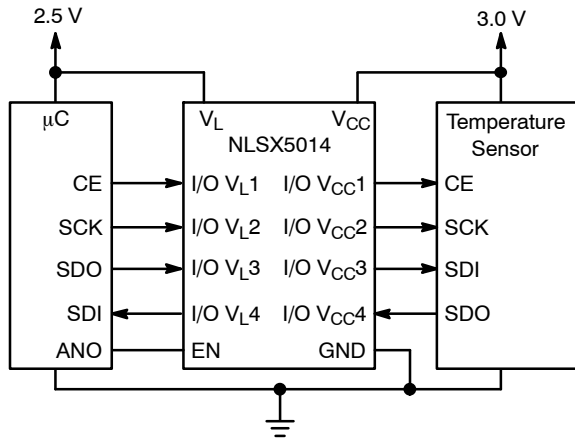 2.5 V
3.0 V
μC
V_L
V_CC
NLSX5014
Temperature
Sensor
CE
I/O V_L1
I/O V_CC1
CE
SCK
I/O V_L2
I/O V_CC2
SCK
SDO
I/O V_L3
I/O V_CC3
SDI
SDI
I/O V_L4
I/O V_CC4
SDO
ANO
EN
GND